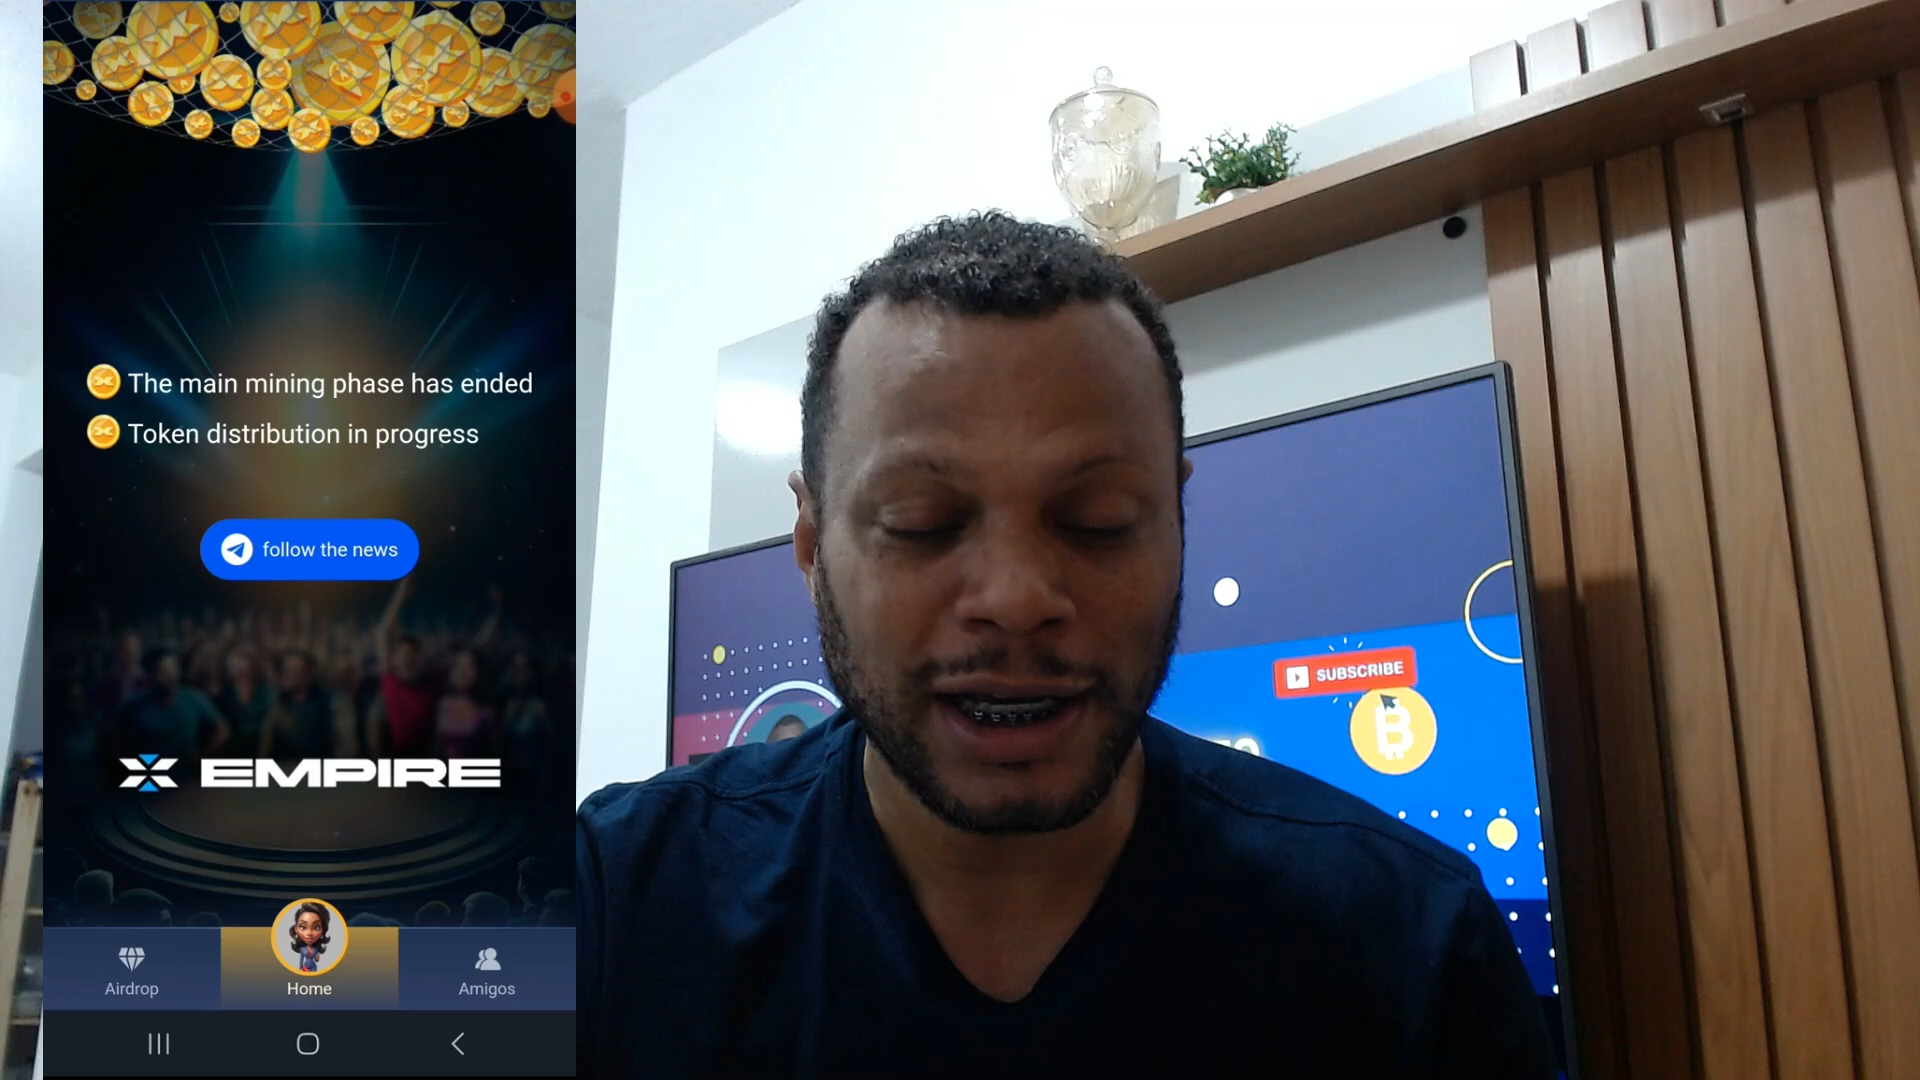 The main mining phase has ended
Token distribution in progress
follow the news
EMPIRE
Airdrop
Home
Amigos
SUBSCRIBE